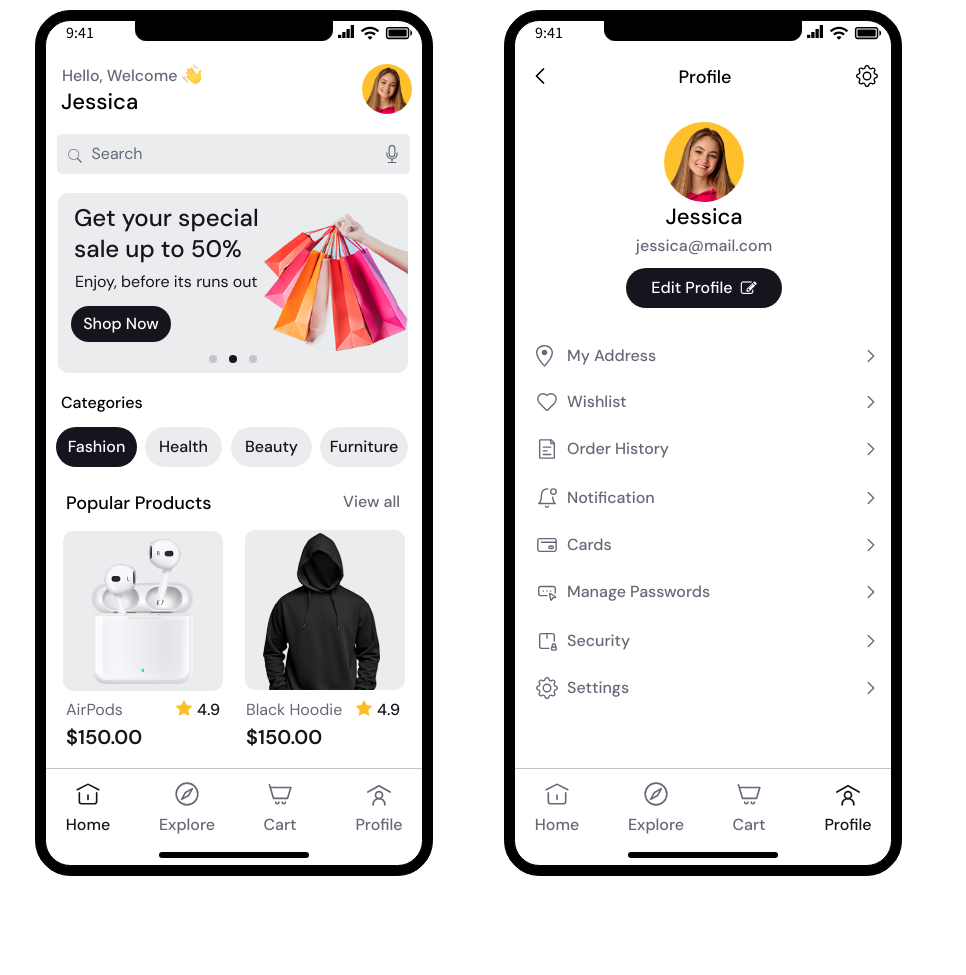 9:41
Hello, Welcome 👋
Jessica
Search
Get your special
sale up to 50%
Enjoy, before its runs out
Shop Now
Categories
Fashion Health Beauty Furniture
Popular Products View all
R
L
AirPods 4.9 Black Hoodie 4.9
$150.00 $150.00
Home Explore Cart Profile
9:41
Profile
Jessica
jessica@mail.com
Edit Profile
My Address
Wishlist
Order History
Notification
Cards
Manage Passwords
Security
Settings
Home Explore Cart Profile